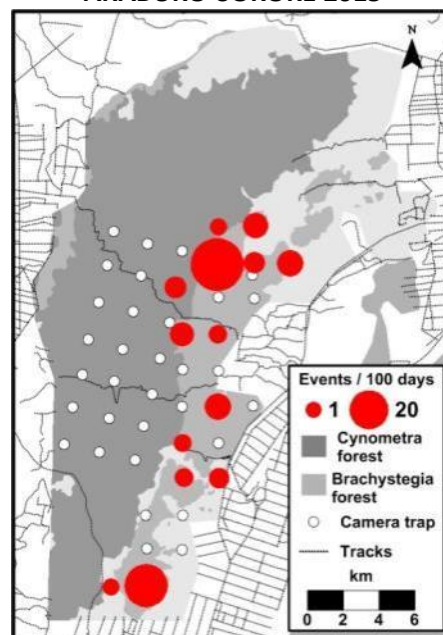 N
Events / 100 days
1 20
Cynometra
forest
Brachystegia
forest
Camera trap
Tracks
km
0 2 4 6